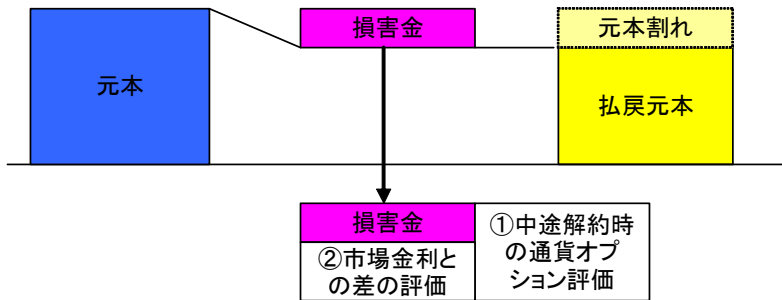 元本
損害金
元本割れ
払戻元本
損害金
②市場金利と
の差の評価
①中途解約時
の通貨オプ
ション評価